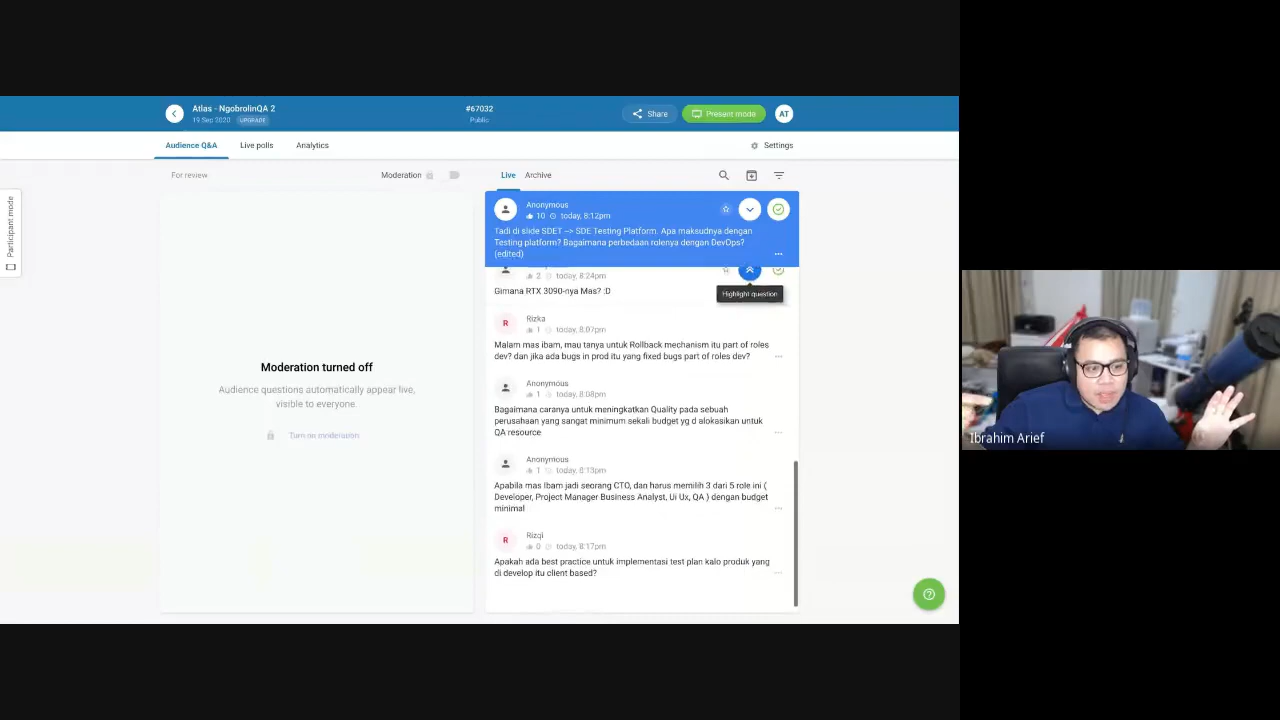 Atlas - NgobrolinQA 2
19 Sep 2020 UPGRADE
#67032
Public
Share
Present mode
AT
Audience Q&A
Live polls
Analytics
Settings
Participant mode
For review
Moderation
Moderation turned off
Audience questions automatically appear live,
visible to everyone.
Turn on moderation
Live
Archive
Anonymous
10 today, 8:12pm
Tadi di slide SDET --> SDE Testing Platform. Apa maksudnya dengan
Testing platform? Bagaimana perbedaan rolenya dengan DevOps?
(edited)
2 today, 8:24pm
Gimana RTX 3090-nya Mas? :D
Highlight question
R
Rizka
1 today, 8:07pm
Malam mas ibam, mau tanya untuk Rollback mechanism itu part of roles
dev? dan jika ada bugs in prod itu yang fixed bugs part of roles dev?
Anonymous
1 today, 8:08pm
Bagaimana caranya untuk meningkatkan Quality pada sebuah
perusahaan yang sangat minimum sekali budget yg d alokasikan untuk
QA resource
Anonymous
1 today, 8:13pm
Apabila mas Ibam jadi seorang CTO, dan harus memilih 3 dari 5 role ini (
Developer, Project Manager Business Analyst, Ui Ux, QA ) dengan budget
minimal
R
Rizqi
0 today, 8:17pm
Apakah ada best practice untuk implementasi test plan kalo produk yang
di develop itu client based?
Ibrahim Arief